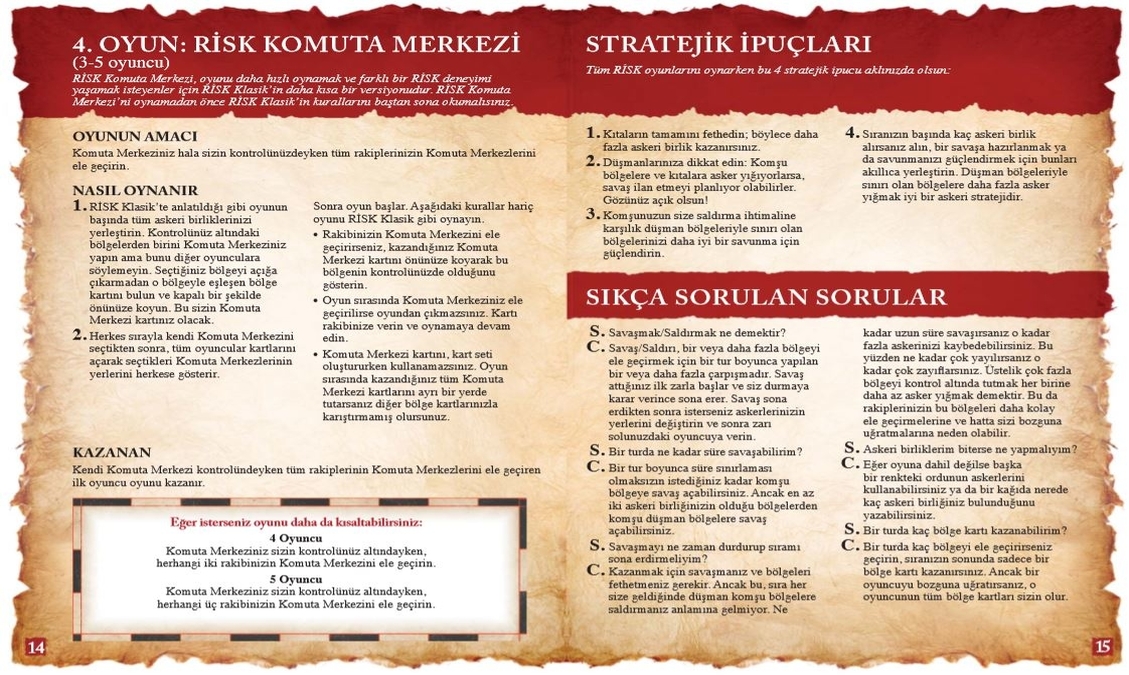 4. OYUN: RİSK KOMUTA MERKEZİ
(3-5 oyuncu)
RİSK Komuta Merkezi, oyunu daha hızlı oynamak ve farklı bir RİSK deneyimi
yaşamak isteyenler için RİSK Klasik’in daha kısa bir versiyonudur. RİSK Komuta
Merkezi’ni oynamadan önce RİSK Klasik’in kurallarını baştan sona okumalısınız.
OYUNUN AMACI
Komuta Merkeziniz hala sizin kontrolünüzdeyken tüm rakiplerinizin Komuta Merkezlerini
ele geçirin.
NASIL OYNANIR
1. RİSK Klasik’te anlatıldığı gibi oyunun
başında tüm askeri birliklerinizi
yerleştirin. Kontrolünüz altındaki
bölgelerden birini Komuta Merkeziniz
yapın ama bunu diğer oyunculara
söylemeyin. Seçtiğiniz bölgeyi açığa
çıkarmadan o bölgeyle eşleşen bölge
kartını bulun ve kapalı bir şekilde
önünüze koyun. Bu sizin Komuta
Merkezi kartınız olacak.
2. Herkes sırayla kendi Komuta Merkezini
seçtikten sonra, tüm oyuncular kartlarını
açarak seçtikleri Komuta Merkezlerinin
yerlerini herkese gösterir.
Sonra oyun başlar. Aşağıdaki kurallar hariç
oyunu RİSK Klasik gibi oynayın.
• Rakibinizin Komuta Merkezini ele
geçirirseniz, kazandığınız Komuta
Merkezi kartını önünüze koyarak bu
bölgenin kontrolünüzde olduğunu
gösterin.
• Oyun sırasında Komuta Merkeziniz ele
geçirilirse oyundan çıkmazsınız. Kartı
rakibinize verin ve oynamaya devam
edin.
• Komuta Merkezi kartını, kart seti
oluştururken kullanamazsınız. Oyun
sırasında kazandığınız tüm Komuta
Merkezi kartlarını ayrı bir yerde
tutarsanız diğer bölge kartlarınızla
karıştırmamış olursunuz.
KAZANAN
Kendi Komuta Merkezi kontrolündeyken tüm rakiplerinin Komuta Merkezlerini ele geçiren
ilk oyuncu oyunu kazanır.
Eğer isterseniz oyunu daha da kısaltabilirsiniz:
4 Oyuncu
Komuta Merkeziniz sizin kontrolünüz altındayken,
herhangi iki rakibinizin Komuta Merkezini ele geçirin.
5 Oyuncu
Komuta Merkeziniz sizin kontrolünüz altındayken,
herhangi üç rakibinizin Komuta Merkezini ele geçirin.
14
STRATEJİK İPUÇLARI
Tüm RİSK oyunlarını oynarken bu 4 stratejik ipucu aklınızda olsun:
1. Kıtaların tamamını fethedin; böylece daha
fazla askeri birlik kazanırsınız.
2. Düşmanlarınıza dikkat edin: Komşu
bölgelere ve kıtalara asker yığıyorlarsa,
savaş ilan etmeyi planlıyor olabilirler.
Gözünüz açık olsun!
3. Komşunuzun size saldırma ihtimaline
karşılık düşman bölgeleriyle sınırı olan
bölgelerinizi daha iyi bir savunma için
güçlendirin.
4. Sıranızın başında kaç askeri birlik
alırsanız alın, bir savaşa hazırlanmak ya
da savunmanızı güçlendirmek için bunları
akıllıca yerleştirin. Düşman bölgeleriyle
sınırı olan bölgelere daha fazla asker
yığmak iyi bir askeri stratejidir.
SIKÇA SORULAN SORULAR
S. Savaşmak/Saldırmak ne demektir?
C. Savaş/Saldırı, bir veya daha fazla bölgeyi
ele geçirmek için bir tur boyunca yapılan
bir veya daha fazla çarpışmadır. Savaş
attığınız ilk zarla başlar ve siz durmaya
karar verince sona erer. Savaş sona
erdikten sonra isterseniz askerlerinizin
yerlerini değiştirin ve sonra zarı
solunuzdaki oyuncuya verin.
S. Bir turda ne kadar süre savaşabilirim?
C. Bir tur boyunca süre sınırlaması
olmaksızın istediğiniz kadar komşu
bölgeye savaş açabilirsiniz. Ancak en az
iki askeri birliğinizin olduğu bölgelerden
komşu düşman bölgelere savaş
açabilirsiniz.
S. Savaşmayı ne zaman durdurup sıramı
sona erdirmeliyim?
C. Kazanmak için savaşmanız ve bölgeleri
fethetmeniz gerekir. Ancak bu, sıra her
size geldiğinde düşman komşu bölgelere
saldırmanız anlamına gelmiyor. Ne
kadar uzun süre savaşırsanız o kadar
fazla askerinizi kaybedebilirsiniz. Bu
yüzden ne kadar çok yayılırsanız o
kadar çok zayıflarsınız. Üstelik çok fazla
bölgeyi kontrol altında tutmak her birine
daha az asker yığmak demektir. Bu da
rakiplerinizin bu bölgeleri daha kolay
ele geçirmelerine ve hatta sizi bozguna
uğratmalarına neden olabilir.
S. Askeri birliklerim biterse ne yapmalıyım?
C. Eğer oyuna dahil değilse başka
bir renkteki ordunun askerlerini
kullanabilirsiniz ya da bir kağıda nerede
kaç askeri birliğiniz bulunduğunu
yazabilirsiniz.
S. Bir turda kaç bölge kartı kazanabilirim?
C. Bir turda kaç bölgeyi ele geçirirseniz
geçirin, sıranızın sonunda sadece bir
bölge kartı kazanırsınız. Ancak bir
oyuncuyu bozguna uğratırsanız, o
oyuncunun tüm bölge kartları sizin olur.
15